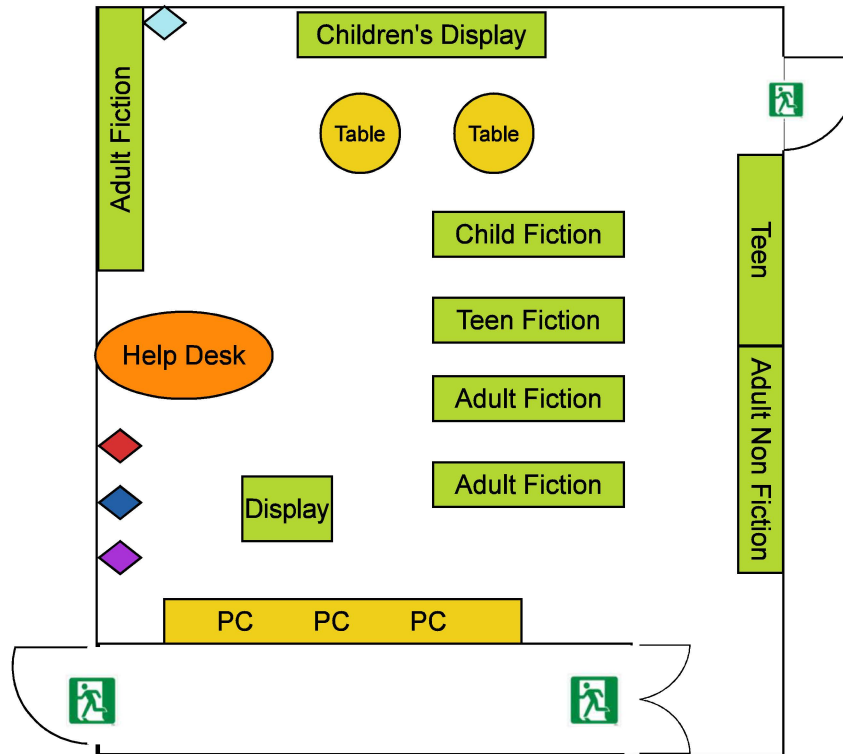 Children's Display
Adult Fiction
Table
Table
Child Fiction
Teen
Teen Fiction
Help Desk
Adult Fiction
Adult Non Fiction
Adult Fiction
Display
PC PC PC